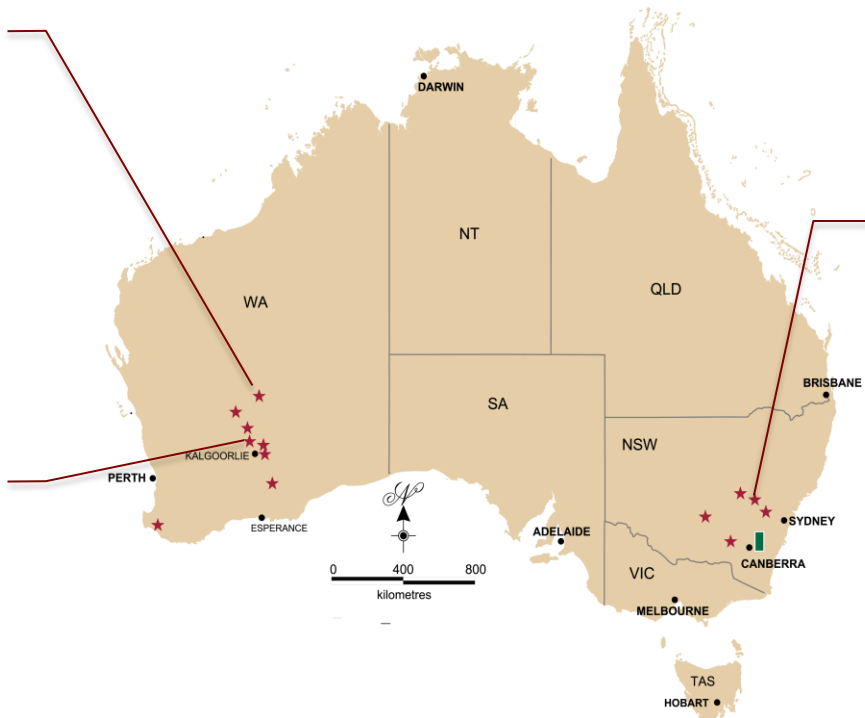 DARWIN
NT
QLD
WA
BRISBANE
SA
NSW
KALGOORLIE
PERTH
ESPERANCE
ADELAIDE
SYDNEY
CANBERRA
0 400 800
kilometres
VIC
MELBOURNE
TAS
HOBART